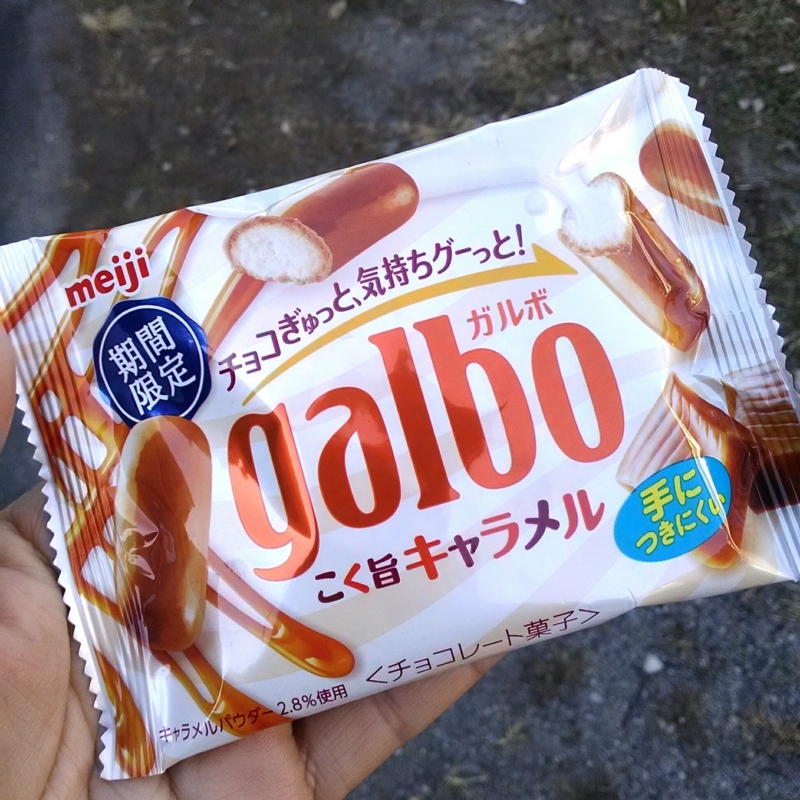 meiji
期間
限定
チョコぎゅっと、気持ちグーっと!
ガルボ
galbo
こく旨キャラメル
手に
つきにくい
<チョコレート菓子>
キャラメルパウダー2.8%使用